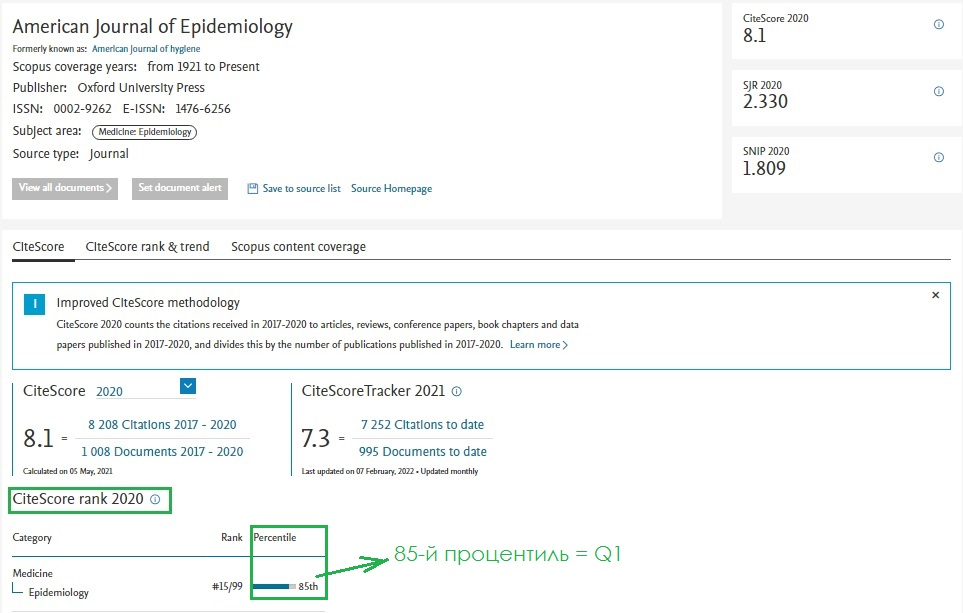 American Journal of Epidemiology
Formerly known as: American Journal of hygiene
Scopus coverage years: from 1921 to Present
Publisher: Oxford University Press
ISSN: 0002-9262 E-ISSN: 1476-6256
Subject area: Medicine: Epidemiology
Source type: Journal
View all documents >
Set document alert
Save to source list
Source Homepage
CiteScore 2020
8.1
SJR 2020
2.330
SNIP 2020
1.809
CiteScore
CiteScore rank & trend
Scopus content coverage
Improved CiteScore methodology
CiteScore 2020 counts the citations received in 2017-2020 to articles, reviews, conference papers, book chapters and data
papers published in 2017-2020, and divides this by the number of publications published in 2017-2020. Learn more >
CiteScore 2020
8.1 =
8 208 Citations 2017 - 2020
1 008 Documents 2017 - 2020
Calculated on 05 May, 2021
CiteScoreTracker 2021
7.3 =
7 252 Citations to date
995 Documents to date
Last updated on 07 February, 2022 • Updated monthly
CiteScore rank 2020
Category Rank Percentile
Medicine
Epidemiology #15/99 85th
85-й процентиль = Q1